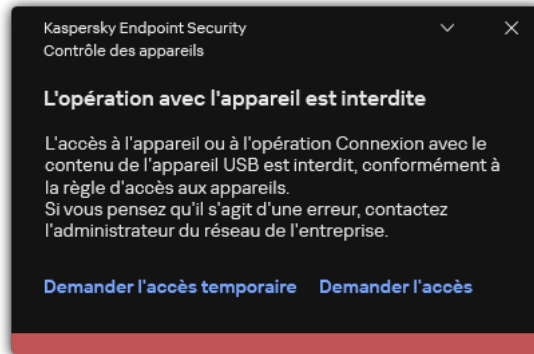 Kaspersky Endpoint Security
Contrôle des appareils
L'opération avec l'appareil est interdite
L'accès à l'appareil ou à l'opération Connexion avec le
contenu de l'appareil USB est interdit, conformément à
la règle d'accès aux appareils.
Si vous pensez qu'il s'agit d'une erreur, contactez
l'administrateur du réseau de l'entreprise.
Demander l'accès temporaire Demander l'accès